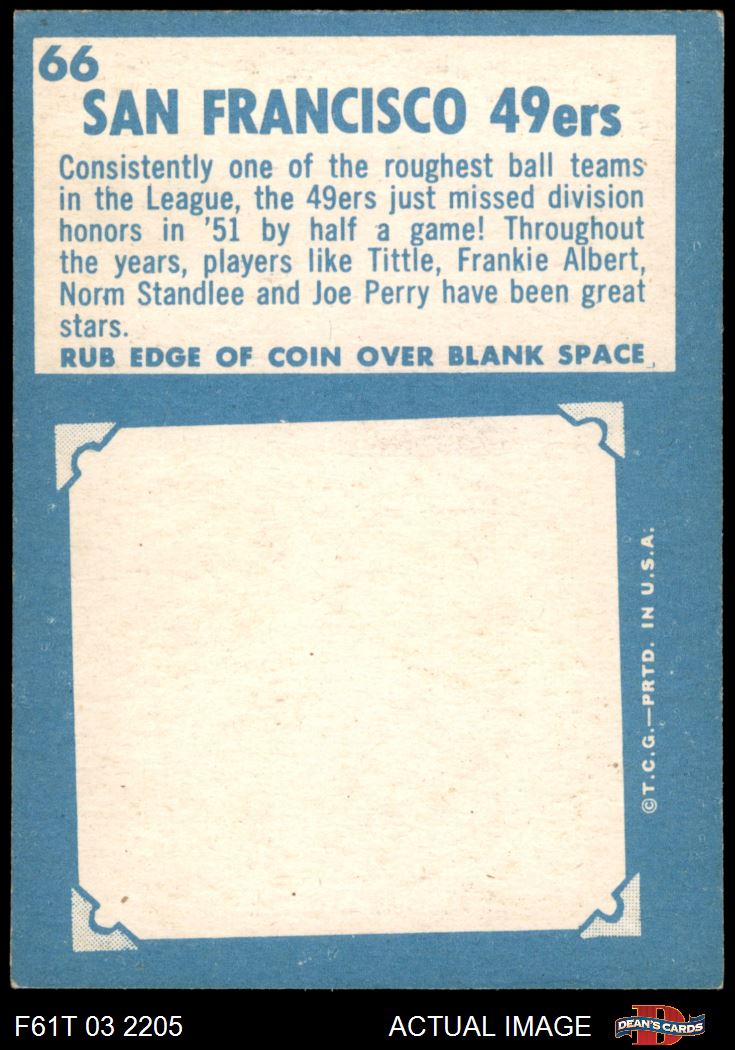 66
SAN FRANCISCO 49ers
Consistently one of the roughest ball teams
in the League, the 49ers just missed division
honors in '51 by half a game! Throughout
the years, players like Tittle, Frankie Albert,
Norm Standlee and Joe Perry have been great
stars.
RUB EDGE OF COIN OVER BLANK SPACE
©T.C.G.—PRTD. IN U.S.A.
F61T 03 2205
ACTUAL IMAGE
D
DEAN'S CARDS